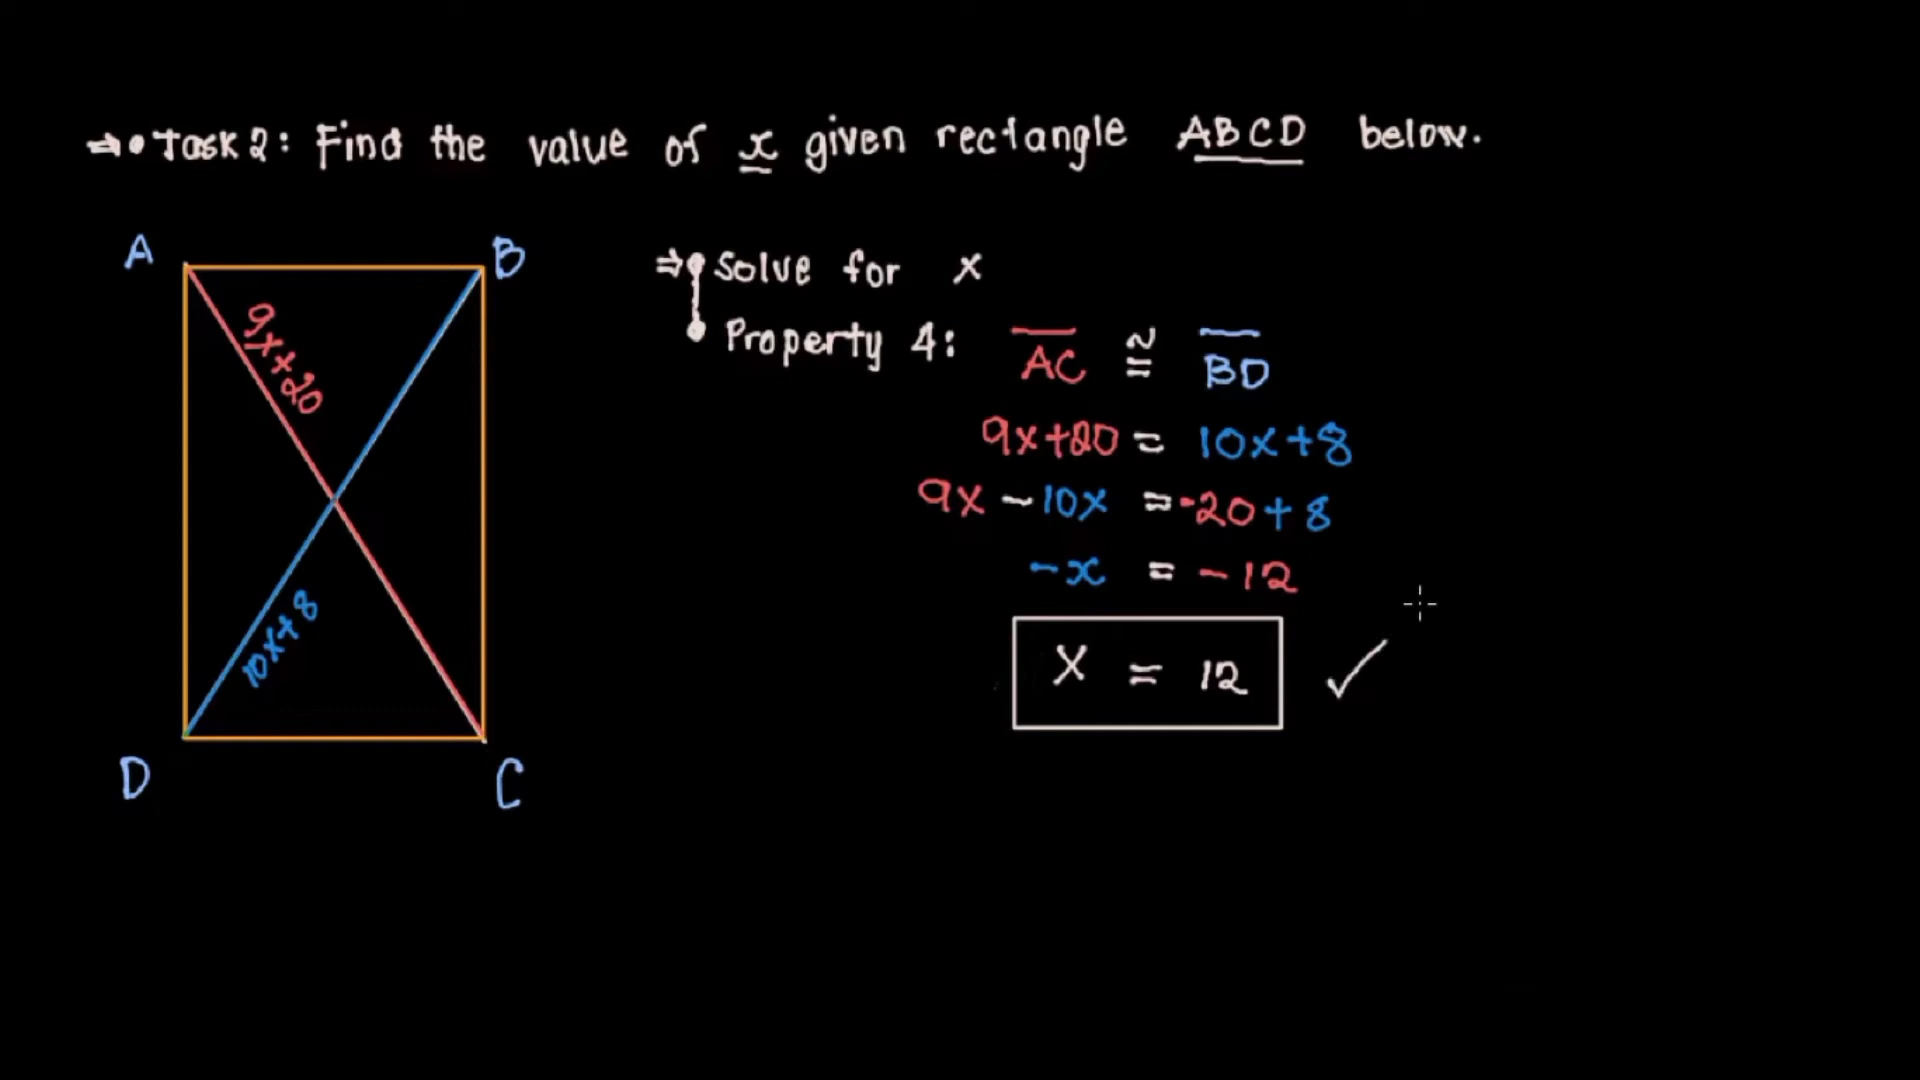 ⇒• Task 2: Find the value of x given rectangle ABCD below.
A
B
9x+20
10x+8
D
C
⇒• Solve for x
• Property 4: AC ≅ BD
9x+20 = 10x+8
9x - 10x = -20 + 8
-x = -12
x = 12 ✓